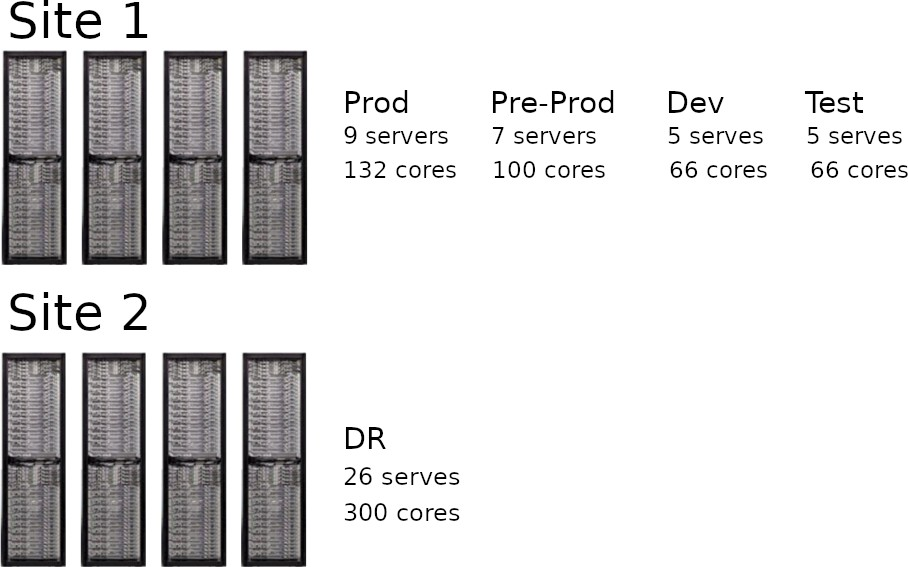 Site 1
Prod
9 servers
132 cores
Pre-Prod
7 servers
100 cores
Dev
5 serves
66 cores
Test
5 serves
66 cores
Site 2
DR
26 serves
300 cores